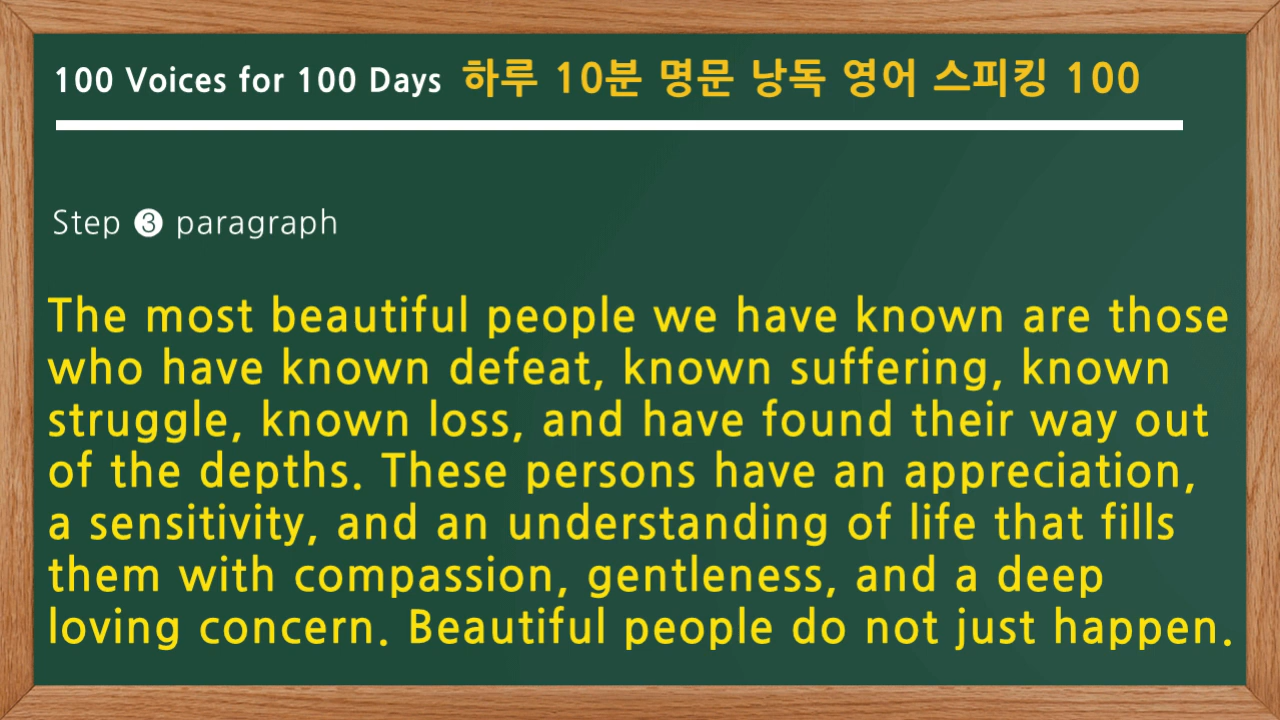 100 Voices for 100 Days 하루 10분 명문 낭독 영어 스피킹 100
Step ❸ paragraph
The most beautiful people we have known are those
who have known defeat, known suffering, known
struggle, known loss, and have found their way out
of the depths. These persons have an appreciation,
a sensitivity, and an understanding of life that fills
them with compassion, gentleness, and a deep
loving concern. Beautiful people do not just happen.